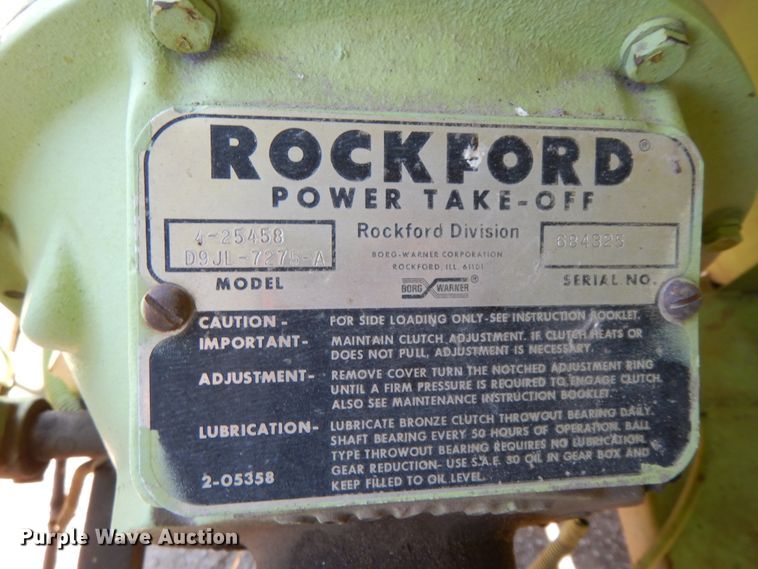 ROCKFORD®
POWER TAKE-OFF
4-25458
D9JL-7275-A
MODEL
Rockford Division
BORG-WARNER CORPORATION
ROCKFORD, ILL. 61101
BORG WARNER
684325
SERIAL NO.
CAUTION - FOR SIDE LOADING ONLY-SEE INSTRUCTION BOOKLET.
IMPORTANT- MAINTAIN CLUTCH ADJUSTMENT. IF CLUTCH HEATS OR
DOES NOT PULL, ADJUSTMENT IS NECESSARY.
ADJUSTMENT- REMOVE COVER TURN THE NOTCHED ADJUSTMENT RING
UNTIL A FIRM PRESSURE IS REQUIRED TO ENGAGE CLUTCH.
ALSO SEE MAINTENANCE INSTRUCTION BOOKLET.
LUBRICATION- LUBRICATE BRONZE CLUTCH THROWOUT BEARING DAILY.
SHAFT BEARING EVERY 50 HOURS OF OPERATION. BALL
TYPE THROWOUT BEARING REQUIRES NO LUBRICATION.
GEAR REDUCTION- USE S.A.E. 30 OIL IN GEAR BOX AND
KEEP FILLED TO OIL LEVEL.
2-05358
Purple Wave Auction